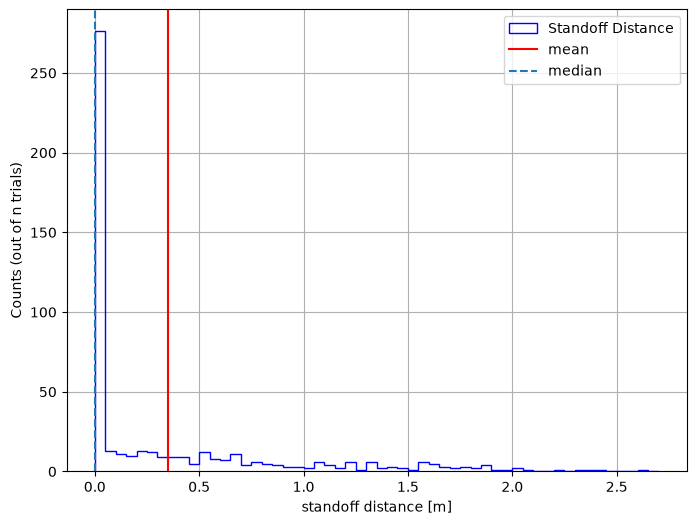 Standoff Distance
mean
median
Counts (out of n trials)
250
200
150
100
50
0
0.0 0.5 1.0 1.5 2.0 2.5
standoff distance [m]